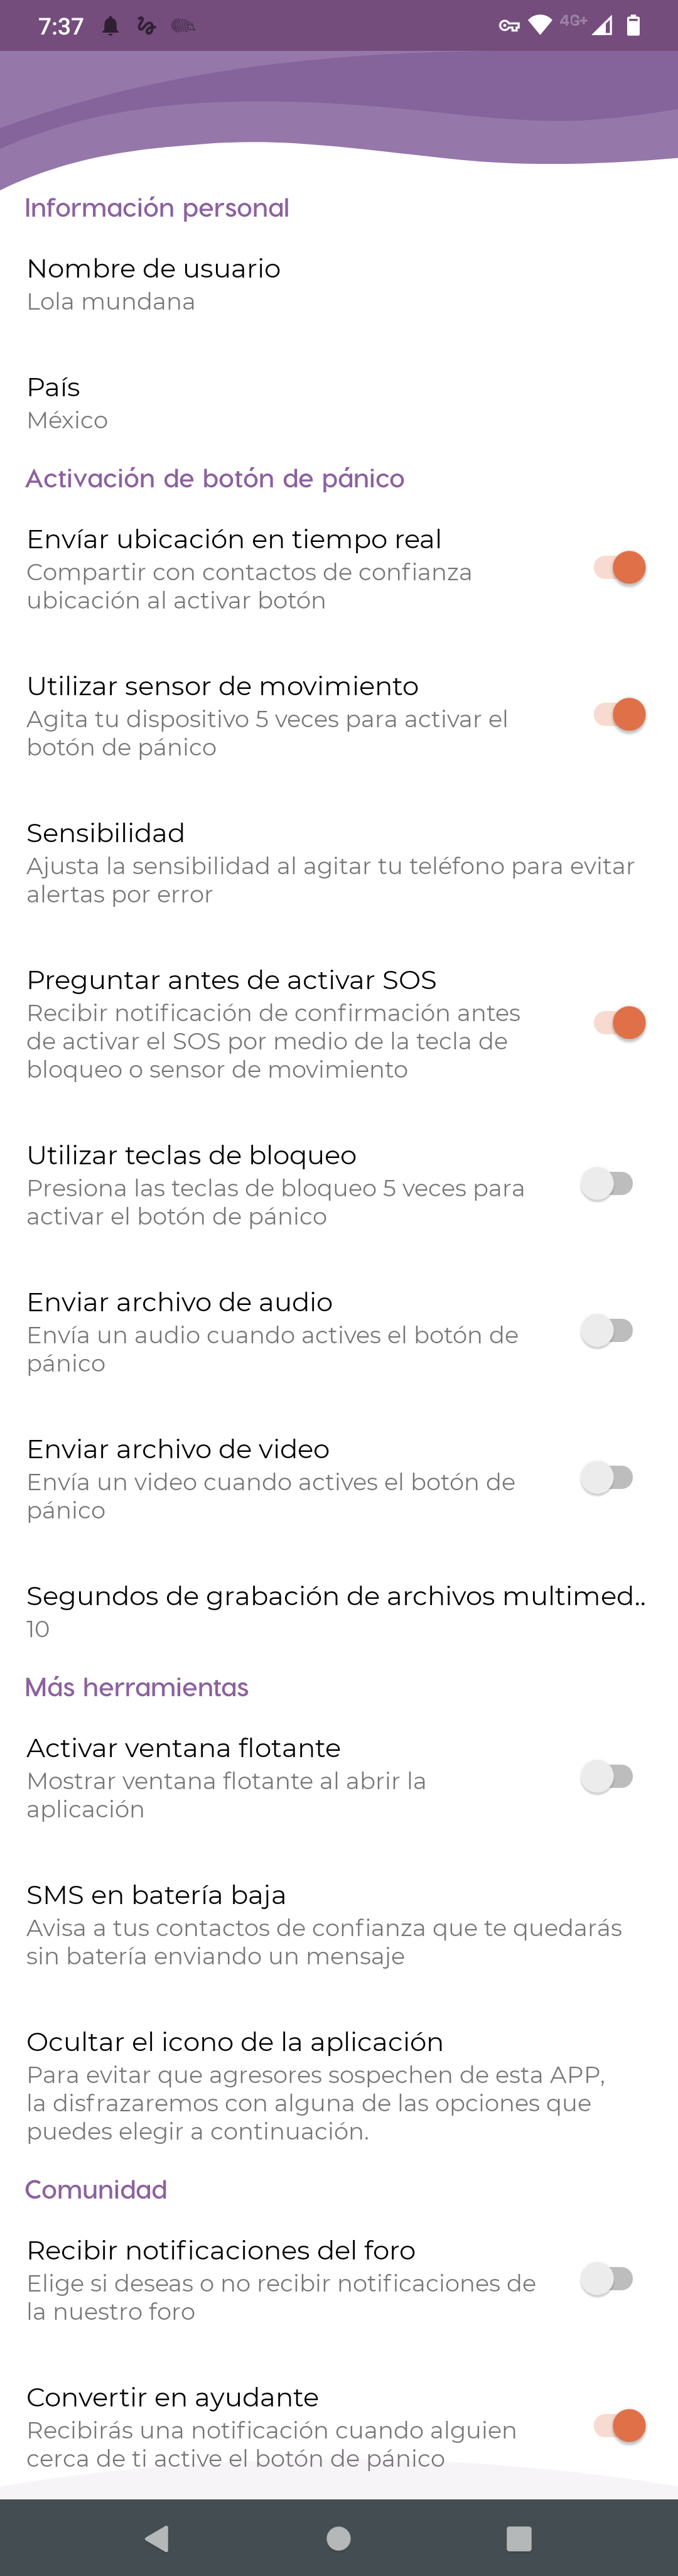 7:37
4G+
Información personal
Nombre de usuario
Lola mundana
País
México
Activación de botón de pánico
Envíar ubicación en tiempo real
Compartir con contactos de confianza
ubicación al activar botón
Utilizar sensor de movimiento
Agita tu dispositivo 5 veces para activar el
botón de pánico
Sensibilidad
Ajusta la sensibilidad al agitar tu teléfono para evitar
alertas por error
Preguntar antes de activar SOS
Recibir notificación de confirmación antes
de activar el SOS por medio de la tecla de
bloqueo o sensor de movimiento
Utilizar teclas de bloqueo
Presiona las teclas de bloqueo 5 veces para
activar el botón de pánico
Enviar archivo de audio
Envía un audio cuando actives el botón de
pánico
Enviar archivo de video
Envía un video cuando actives el botón de
pánico
Segundos de grabación de archivos multimed..
10
Más herramientas
Activar ventana flotante
Mostrar ventana flotante al abrir la
aplicación
SMS en batería baja
Avisa a tus contactos de confianza que te quedarás
sin batería enviando un mensaje
Ocultar el icono de la aplicación
Para evitar que agresores sospechen de esta APP,
la disfrazaremos con alguna de las opciones que
puedes elegir a continuación.
Comunidad
Recibir notificaciones del foro
Elige si deseas o no recibir notificaciones de
la nuestro foro
Convertir en ayudante
Recibirás una notificación cuando alguien
cerca de ti active el botón de pánico